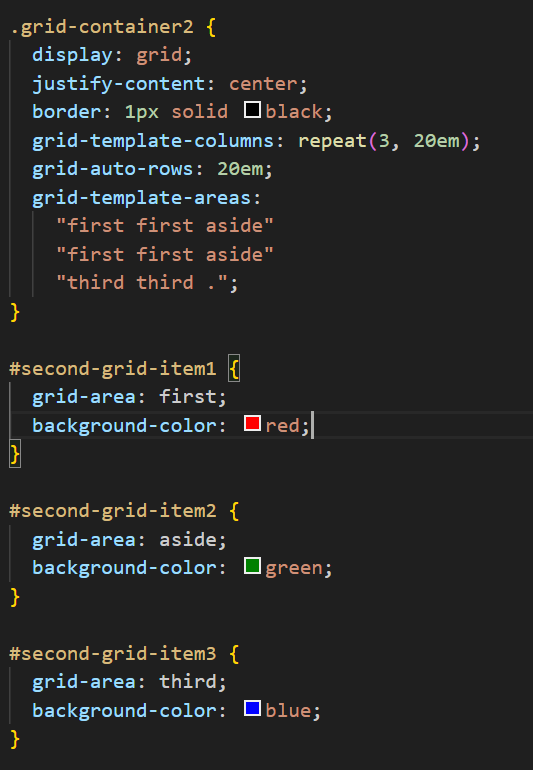 .grid-container2 {
  display: grid;
  justify-content: center;
  border: 1px solid black;
  grid-template-columns: repeat(3, 20em);
  grid-auto-rows: 20em;
  grid-template-areas:
    "first first aside"
    "first first aside"
    "third third .";
}

#second-grid-item1 {
  grid-area: first;
  background-color: red;
}

#second-grid-item2 {
  grid-area: aside;
  background-color: green;
}

#second-grid-item3 {
  grid-area: third;
  background-color: blue;
}